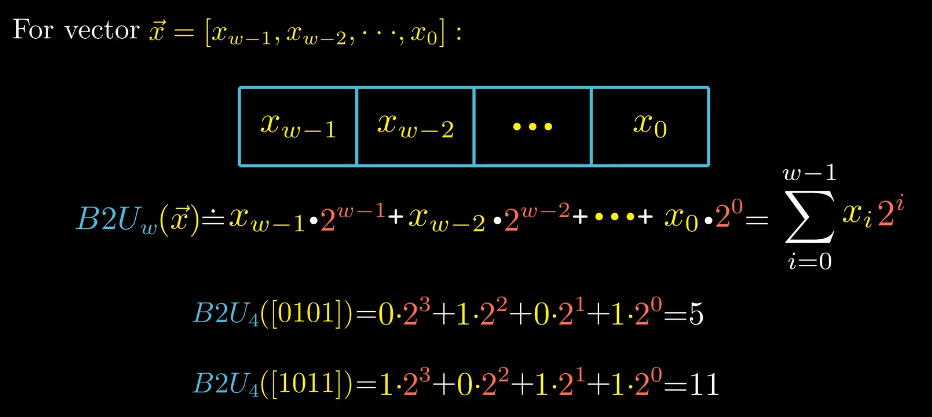 For vector x⃗ = [x_{w−1}, x_{w−2}, ···, x_0] :
x_{w−1} x_{w−2} ••• x_0
B2U_w(x⃗)≐x_{w−1}•2^{w−1}+x_{w−2}•2^{w−2}+•••+ x_0•2^0= ∑_{i=0}^{w−1} x_i 2^i
B2U_4([0101])=0·2^3+1·2^2+0·2^1+1·2^0=5
B2U_4([1011])=1·2^3+0·2^2+1·2^1+1·2^0=11